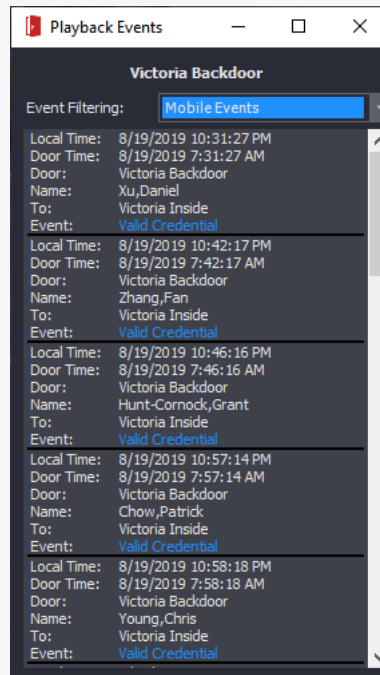 Playback Events
Victoria Backdoor
Event Filtering: Mobile Events
Local Time: 8/19/2019 10:31:27 PM
Door Time: 8/19/2019 7:31:27 AM
Door: Victoria Backdoor
Name: Xu,Daniel
To: Victoria Inside
Event: Valid Credential
Local Time: 8/19/2019 10:42:17 PM
Door Time: 8/19/2019 7:42:17 AM
Door: Victoria Backdoor
Name: Zhang,Fan
To: Victoria Inside
Event: Valid Credential
Local Time: 8/19/2019 10:46:16 PM
Door Time: 8/19/2019 7:46:16 AM
Door: Victoria Backdoor
Name: Hunt-Cornock,Grant
To: Victoria Inside
Event: Valid Credential
Local Time: 8/19/2019 10:57:14 PM
Door Time: 8/19/2019 7:57:14 AM
Door: Victoria Backdoor
Name: Chow,Patrick
To: Victoria Inside
Event: Valid Credential
Local Time: 8/19/2019 10:58:18 PM
Door Time: 8/19/2019 7:58:18 AM
Door: Victoria Backdoor
Name: Young,Chris
To: Victoria Inside
Event: Valid Credential